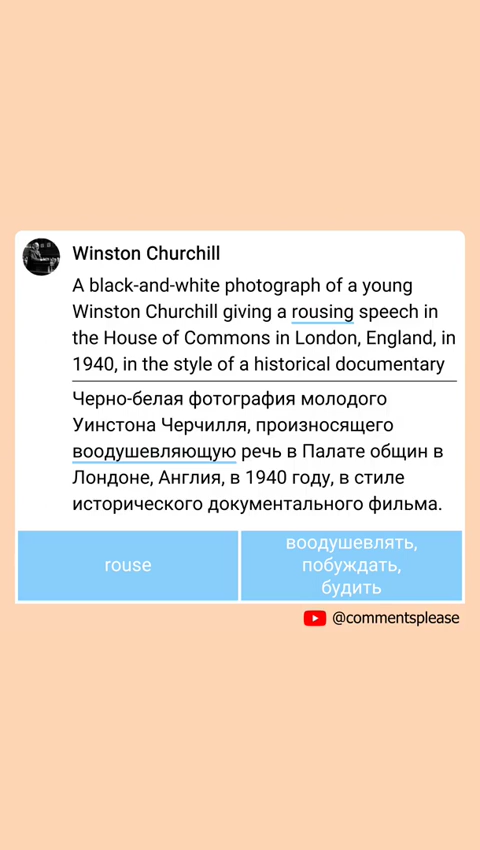 Winston Churchill
A black-and-white photograph of a young
Winston Churchill giving a rousing speech in
the House of Commons in London, England, in
1940, in the style of a historical documentary
Черно-белая фотография молодого
Уинстона Черчилля, произносящего
воодушевляющую речь в Палате общин в
Лондоне, Англия, в 1940 году, в стиле
исторического документального фильма.
rouse
воодушевлять,
побуждать,
будить
@commentsplease